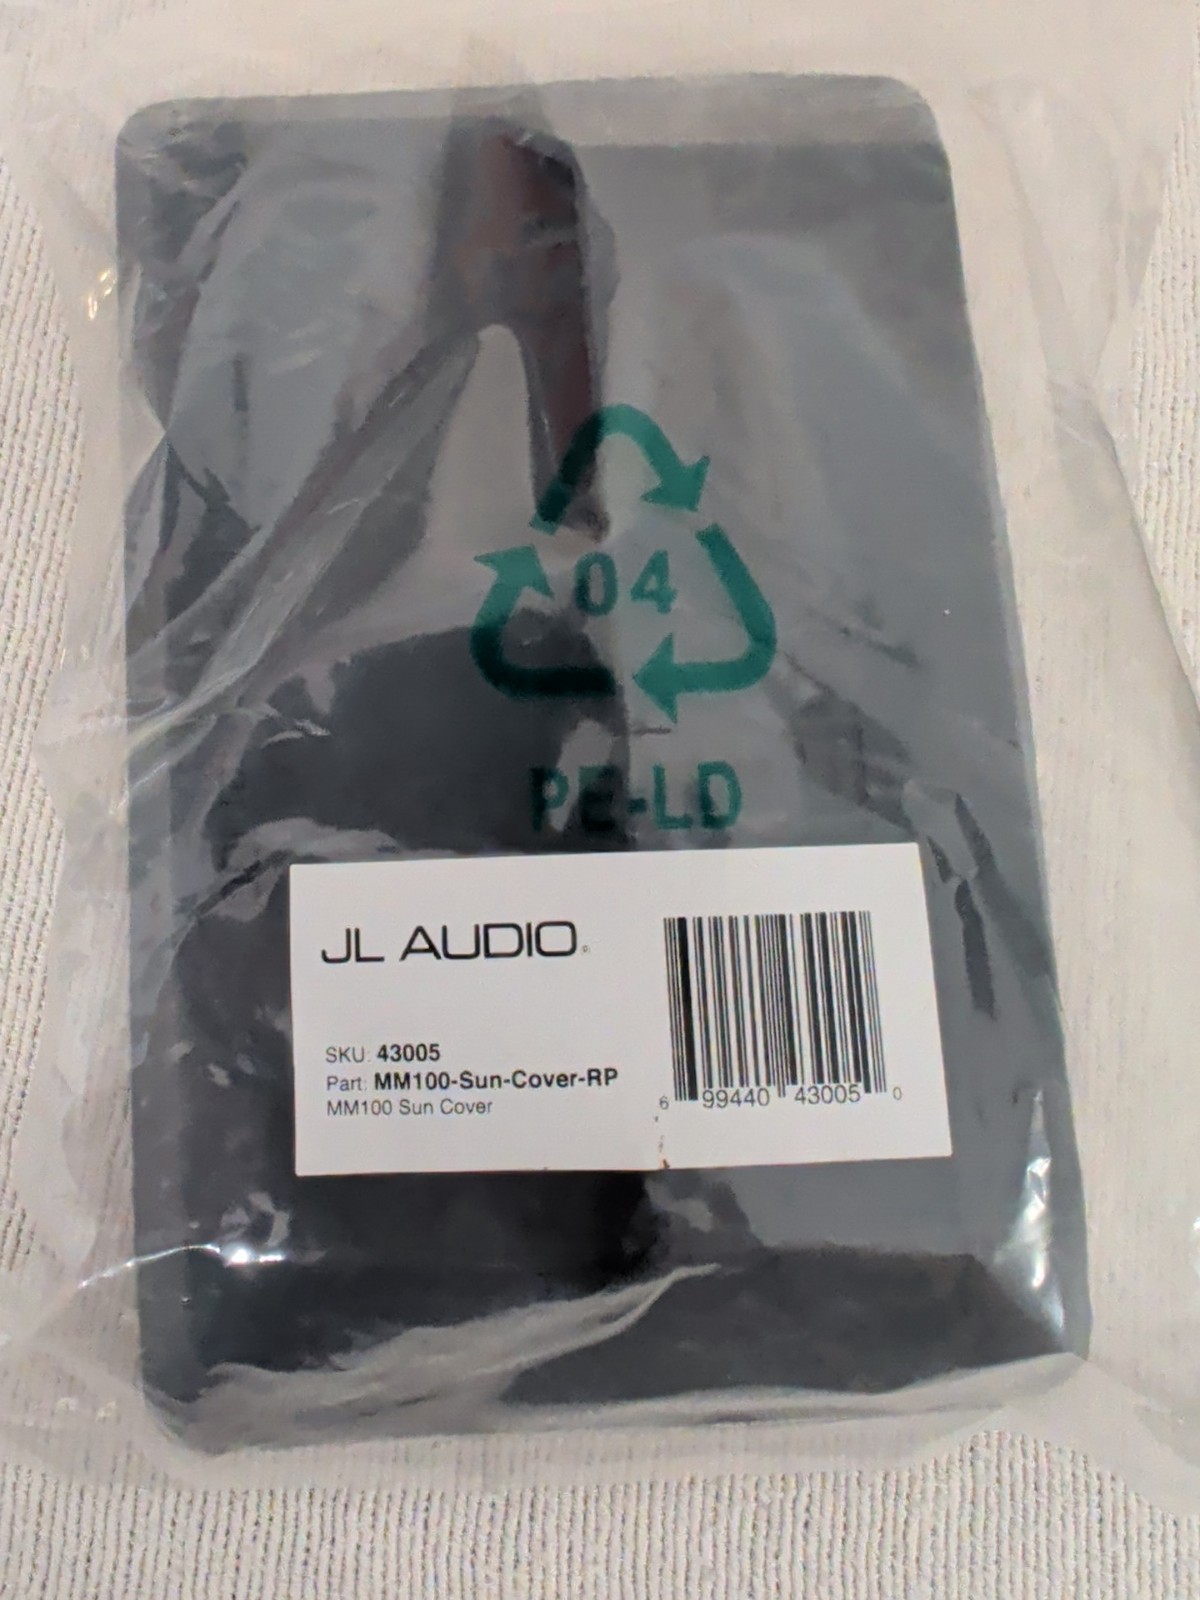 04
PE-LD
JL AUDIO®
SKU: 43005
Part: MM100-Sun-Cover-RP
MM100 Sun Cover
6 99440 43005 0